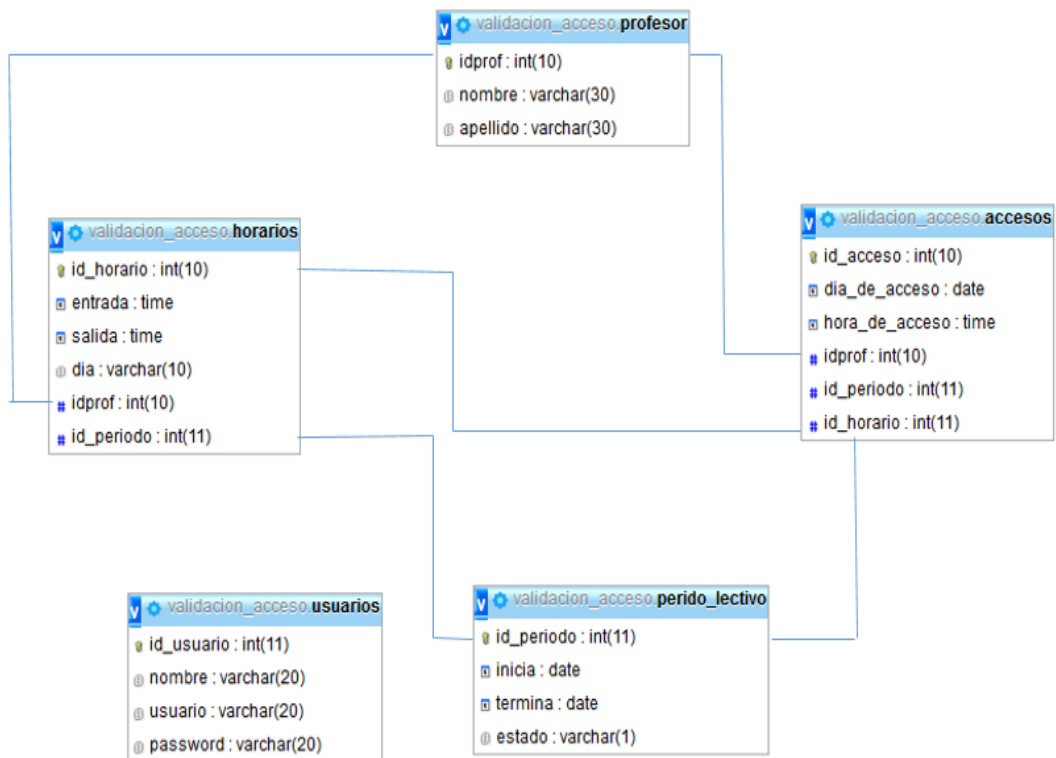 validacion_acceso.profesor
idprof : int(10)
nombre : varchar(30)
apellido : varchar(30)
validacion_acceso.horarios
id_horario : int(10)
entrada : time
salida : time
dia : varchar(10)
idprof : int(10)
id_periodo : int(11)
validacion_acceso.accesos
id_acceso : int(10)
dia_de_acceso : date
hora_de_acceso : time
idprof : int(10)
id_periodo : int(11)
id_horario : int(11)
validacion_acceso.usuarios
id_usuario : int(11)
nombre : varchar(20)
usuario : varchar(20)
password : varchar(20)
validacion_acceso.perido_lectivo
id_periodo : int(11)
inicia : date
termina : date
estado : varchar(1)